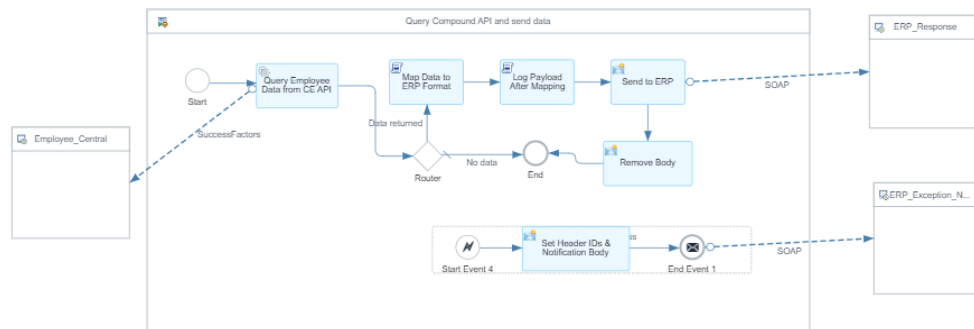 Query Compound API and send data
ERP_Response
Query Employee
Data from CE API
Map Data to
ERP Format
Log Payload
After Mapping
Send to ERP
Start
SOAP
Data returned
SuccessFactors
Employee_Central
No data
Router
End
Remove Body
ERP_Exception_N...
Set Header IDs &
Notification Body
ss
Start Event 4
End Event 1
SOAP